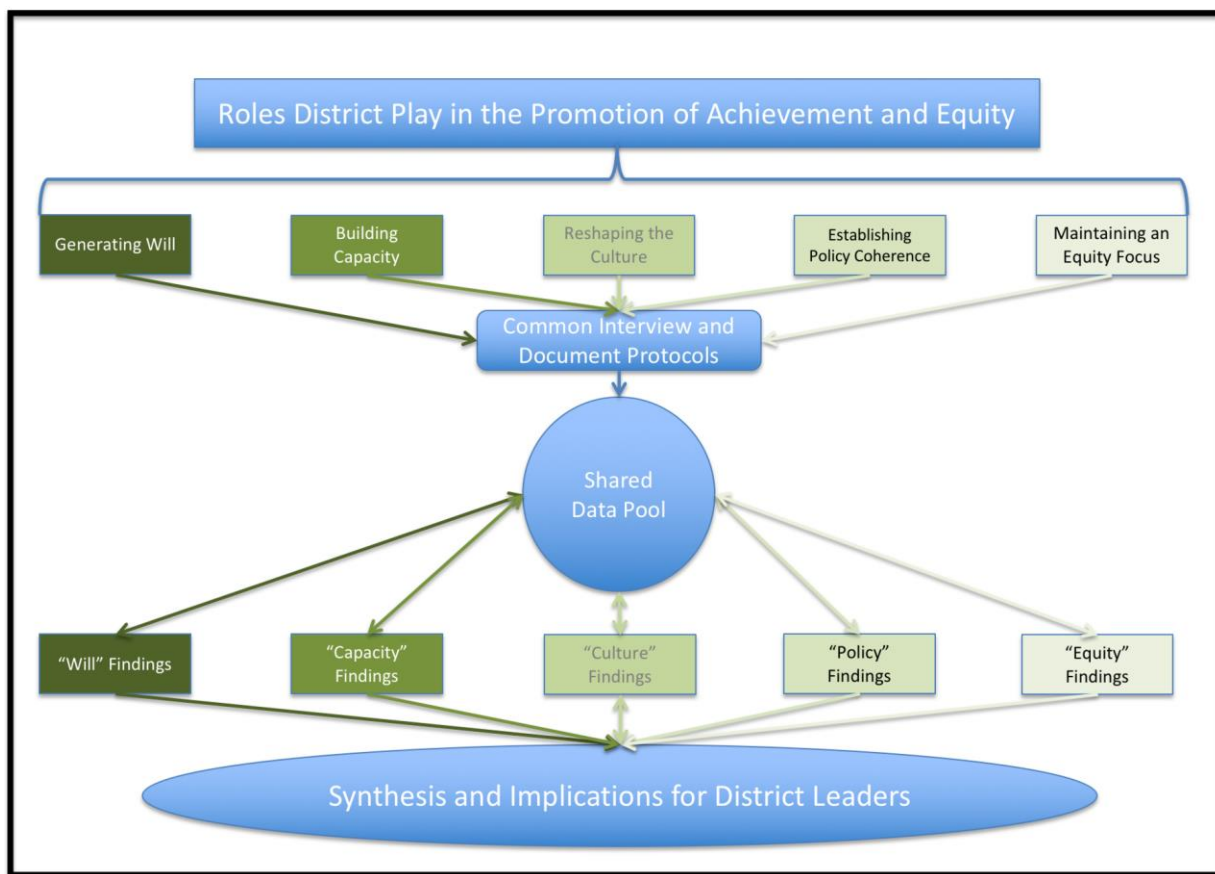 Roles District Play in the Promotion of Achievement and Equity
Generating Will
Building
Capacity
Reshaping the
Culture
Establishing
Policy Coherence
Maintaining an
Equity Focus
Common Interview and
Document Protocols
Shared
Data Pool
“Will” Findings
“Capacity”
Findings
“Culture”
Findings
“Policy”
Findings
“Equity”
Findings
Synthesis and Implications for District Leaders